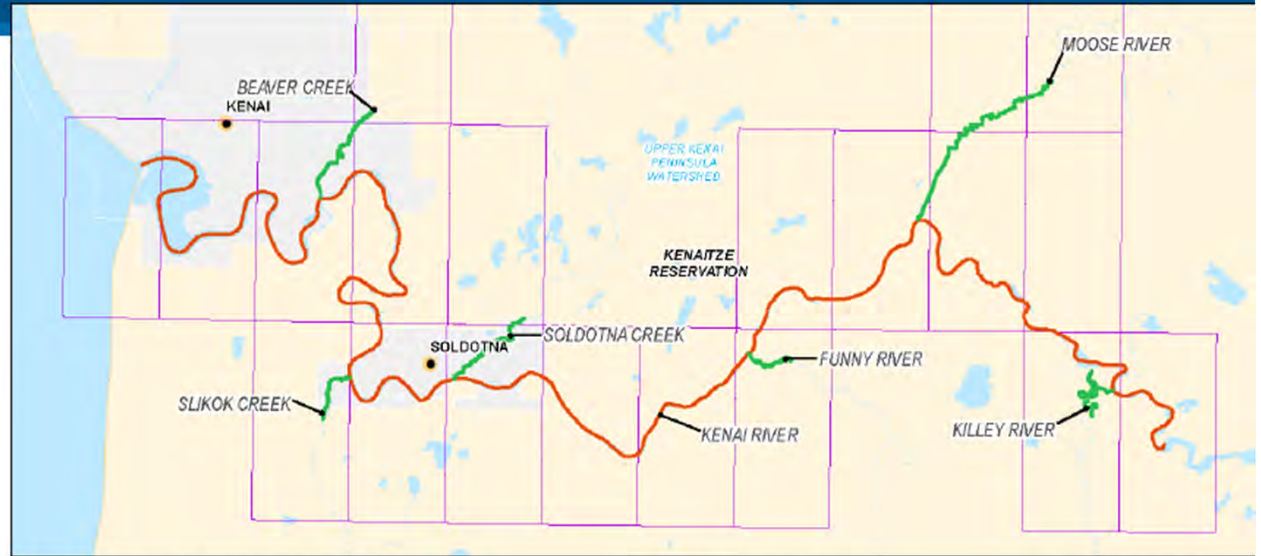 MOOSE RIVER
BEAVER CREEK
KENAI
UPPER KENAI
PENINSULA
WATERSHED
KENAITZE
RESERVATION
SOLDOTNA CREEK
SOLDOTNA
FUNNY RIVER
SLIKOK CREEK
KENAI RIVER
KILLEY RIVER